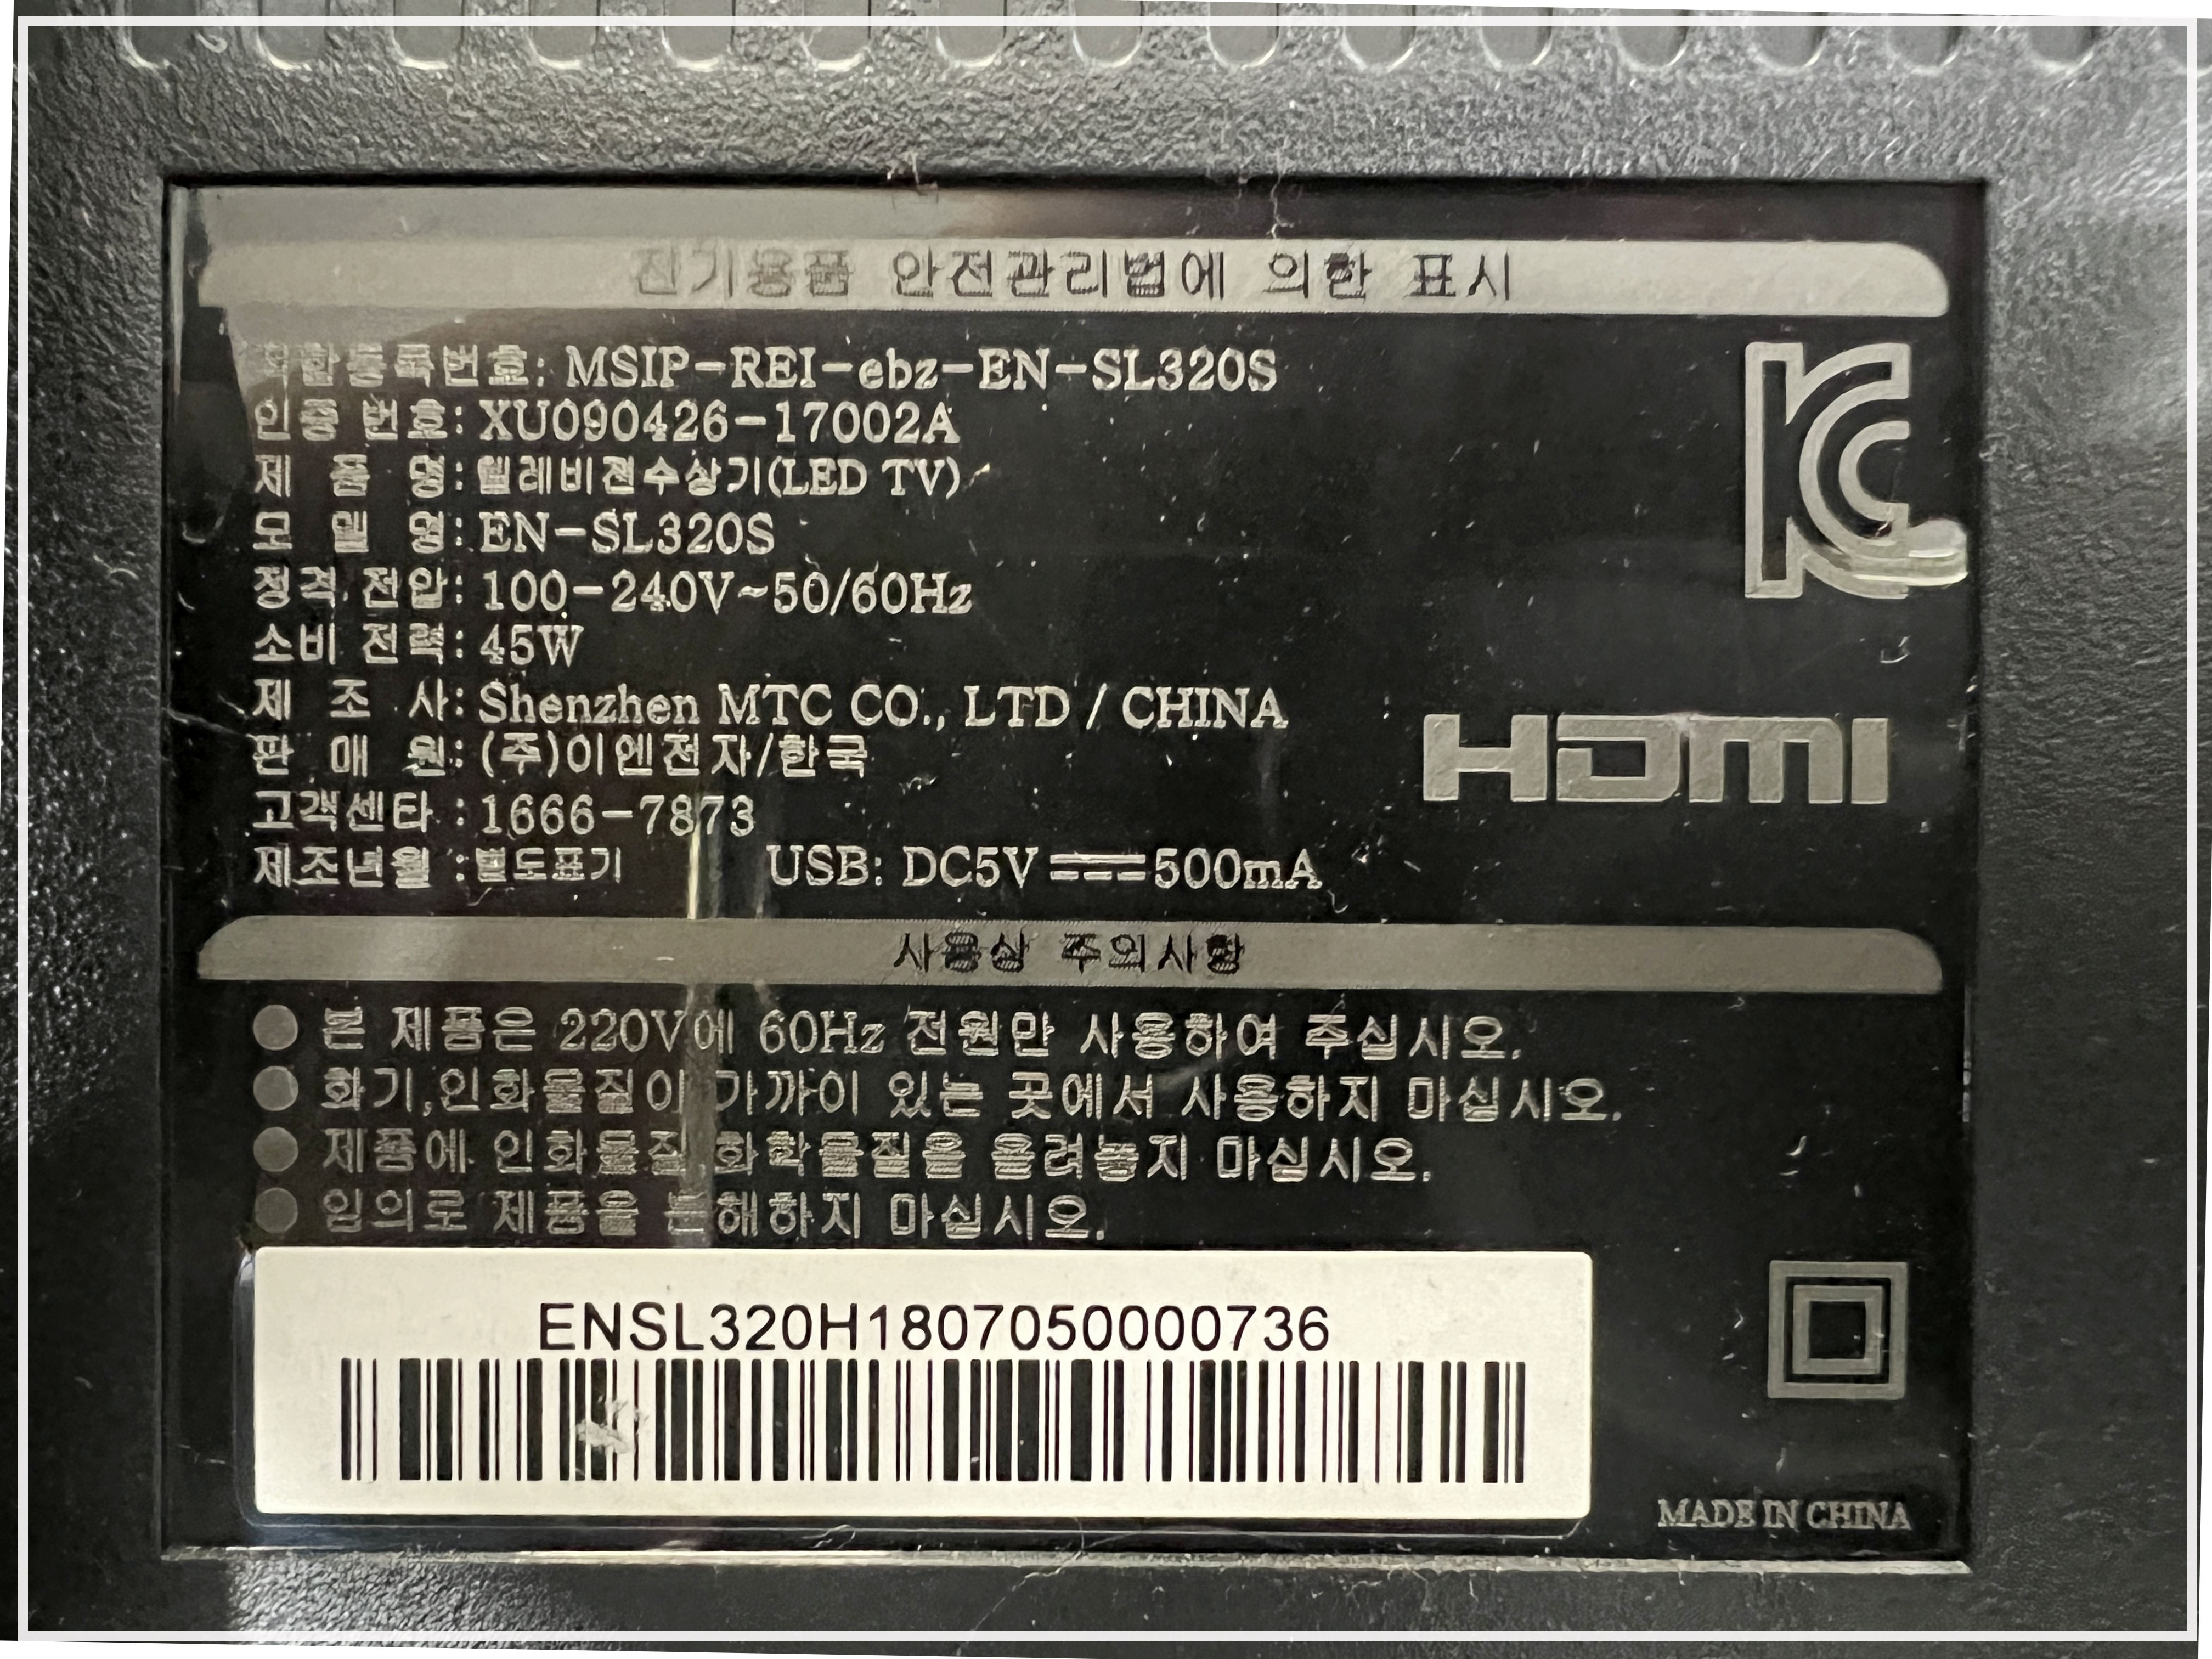 전기용품 안전관리법에 의한 표시
적합등록번호: MSIP-REI-ebz-EN-SL320S
인증 번호: XU090426-17002A
제 품 명: 텔레비전수상기(LED TV)
모 델 명: EN-SL320S
정격 전압: 100-240V~50/60Hz
소비 전력: 45W
제 조 사: Shenzhen MTC CO., LTD / CHINA
판 매 원: (주)이엔전자/한국
고객센타 : 1666-7873
제조년월 : 별도표기 USB: DC5V ⎓ 500mA
KC
HDMI
사용상 주의사항
● 본 제품은 220V에 60Hz 전원만 사용하여 주십시오.
● 화기,인화물질이 가까이 있는 곳에서 사용하지 마십시오.
● 제품에 인화물질 화학물질을 올려놓지 마십시오.
● 임의로 제품을 분해하지 마십시오.
ENSL320H1807050000736
MADE IN CHINA